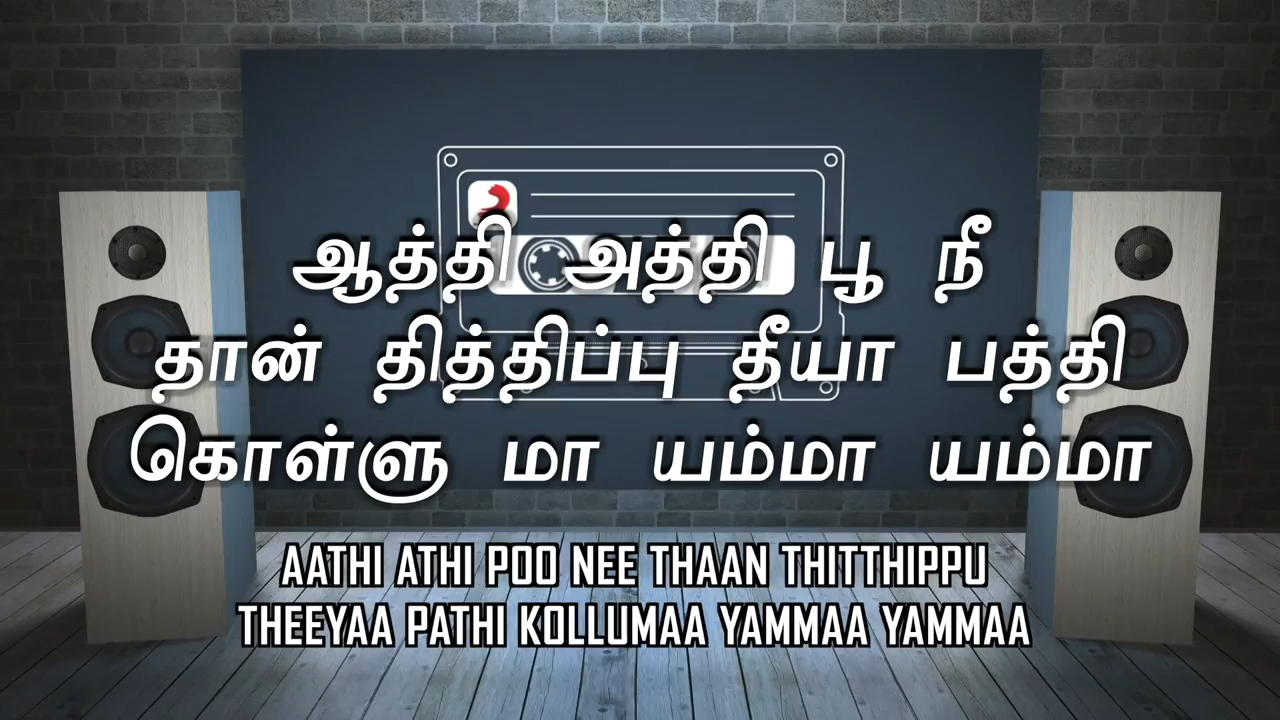 ஆத்தி அத்தி பூ நீ
தான் தித்திப்பு தீயா பத்தி
கொள்ளு மா யம்மா யம்மா
AATHI ATHI POO NEE THAAN THITTHIPPU
THEEYAA PATHI KOLLUMAA YAMMAA YAMMAA